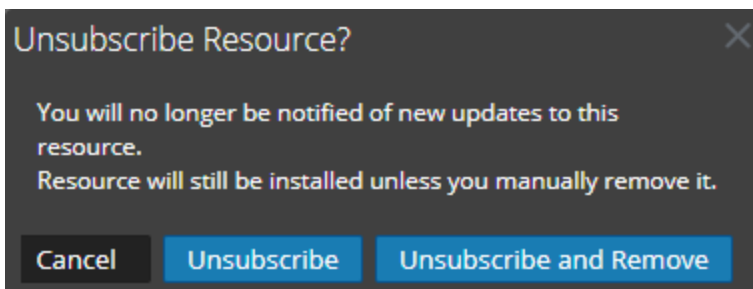 Unsubscribe Resource?
You will no longer be notified of new updates to this
resource.
Resource will still be installed unless you manually remove it.
Cancel Unsubscribe Unsubscribe and Remove